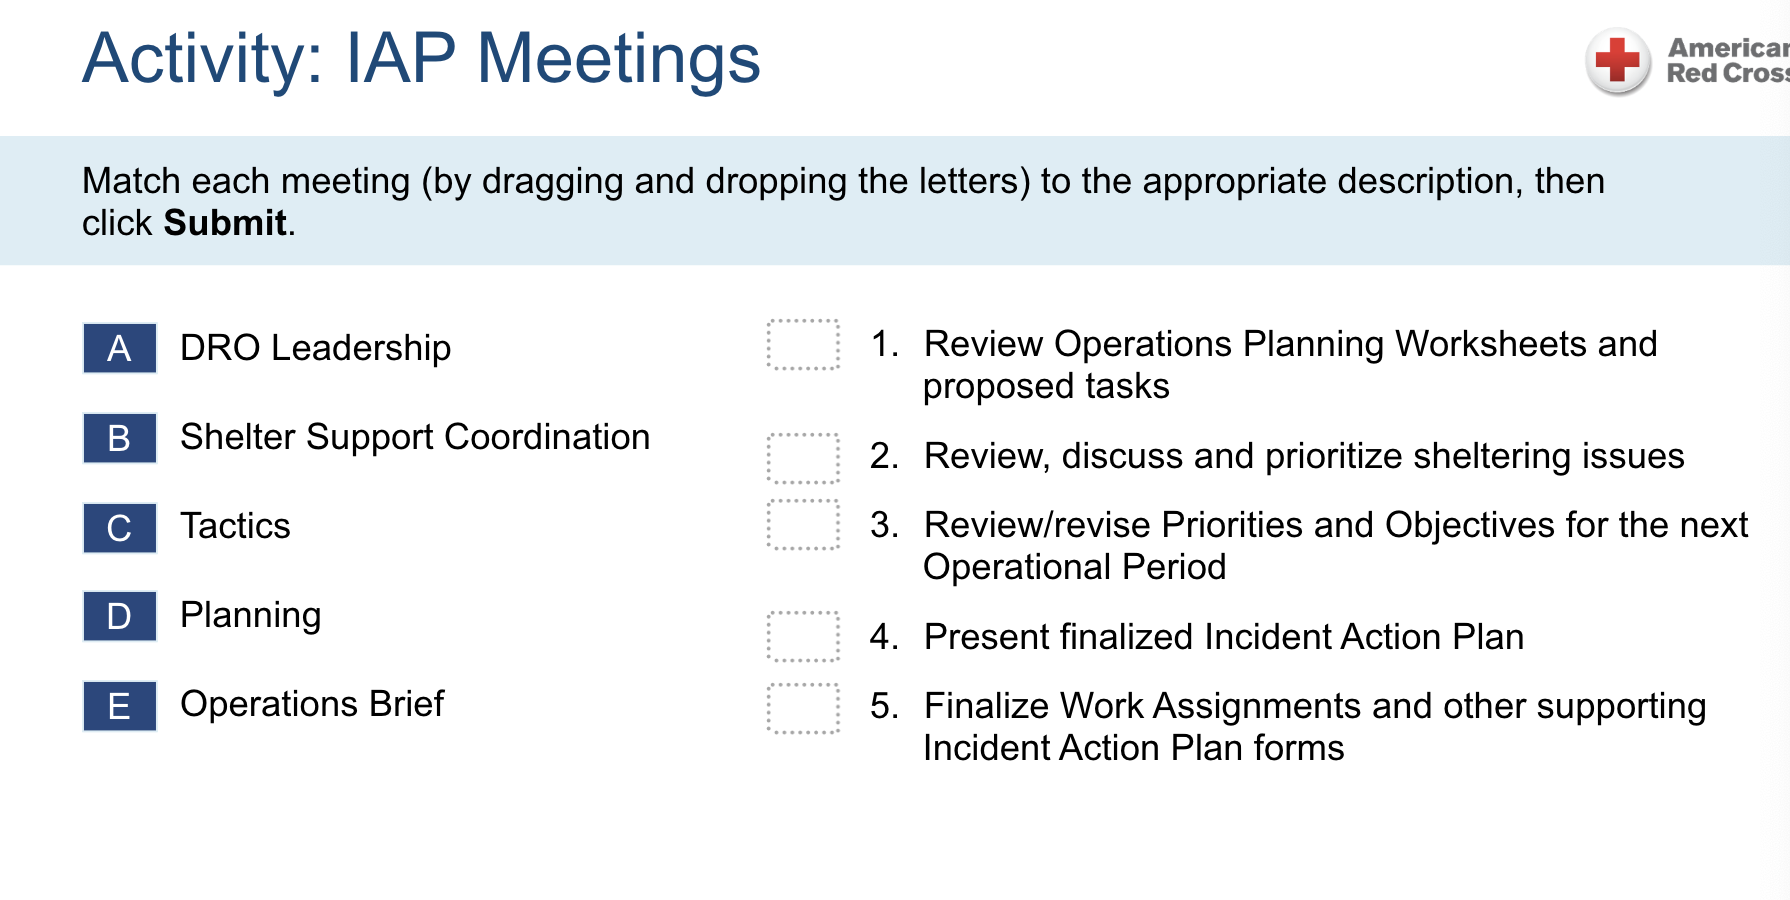 Activity: IAP Meetings
American
Red Cross
Match each meeting (by dragging and dropping the letters) to the appropriate description, then
click Submit.
A DRO Leadership
B Shelter Support Coordination
C Tactics
D Planning
E Operations Brief
1. Review Operations Planning Worksheets and
proposed tasks
2. Review, discuss and prioritize sheltering issues
3. Review/revise Priorities and Objectives for the next
Operational Period
4. Present finalized Incident Action Plan
5. Finalize Work Assignments and other supporting
Incident Action Plan forms